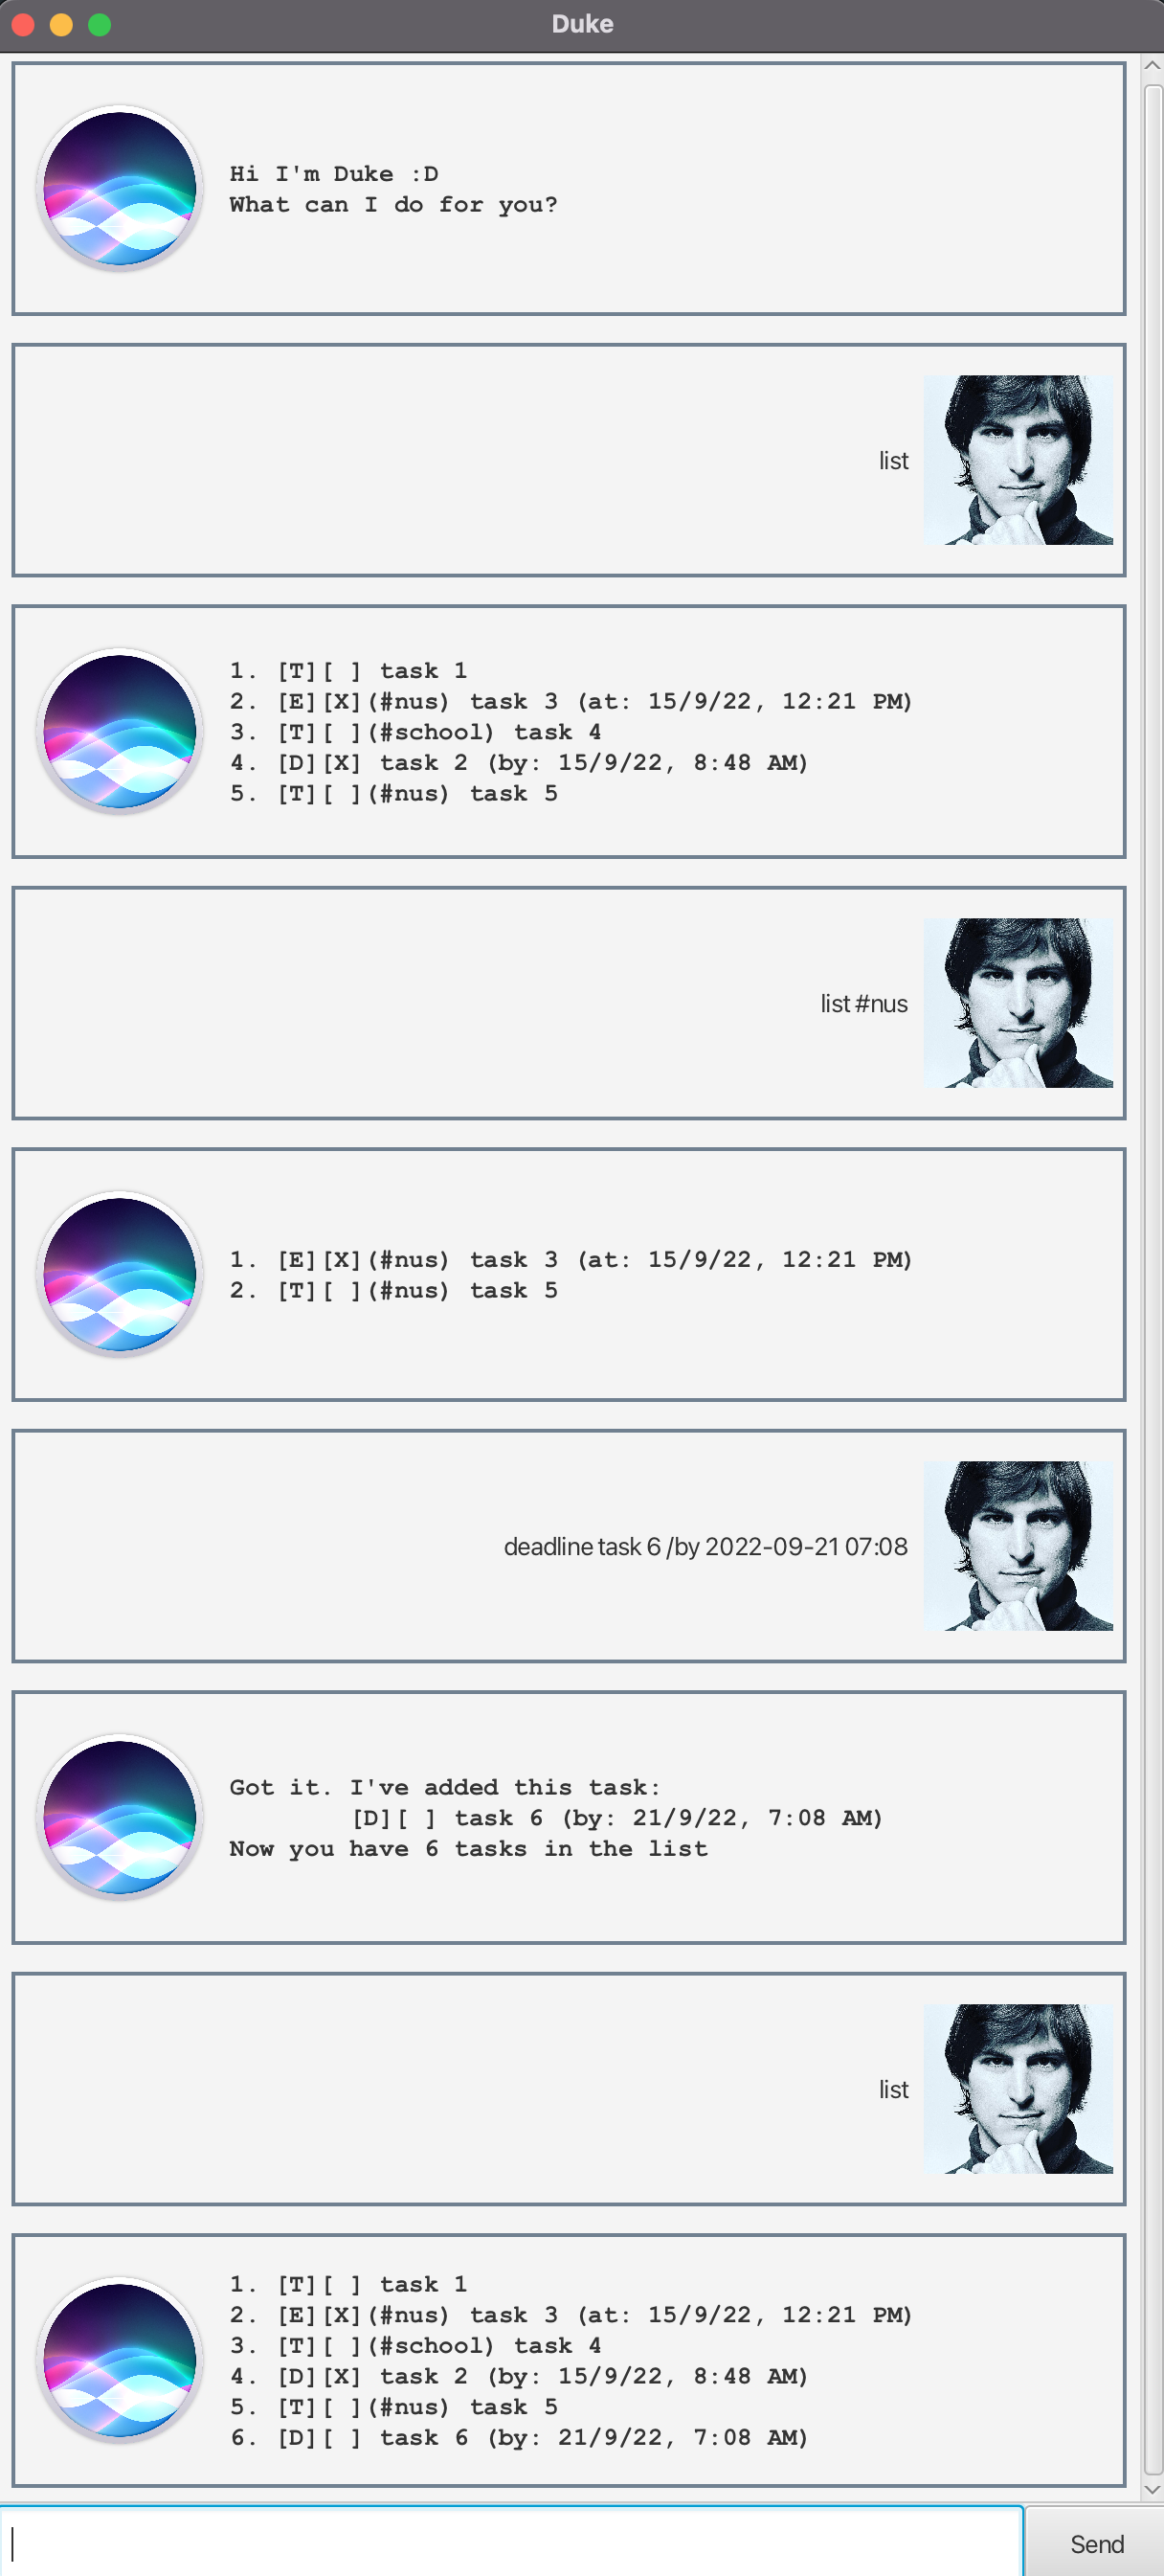 Duke
Hi I'm Duke :D
What can I do for you?
list
1. [T][ ] task 1
2. [E][X](#nus) task 3 (at: 15/9/22, 12:21 PM)
3. [T][ ](#school) task 4
4. [D][X] task 2 (by: 15/9/22, 8:48 AM)
5. [T][ ](#nus) task 5
list #nus
1. [E][X](#nus) task 3 (at: 15/9/22, 12:21 PM)
2. [T][ ](#nus) task 5
deadline task 6 /by 2022-09-21 07:08
Got it. I've added this task:
[D][ ] task 6 (by: 21/9/22, 7:08 AM)
Now you have 6 tasks in the list
list
1. [T][ ] task 1
2. [E][X](#nus) task 3 (at: 15/9/22, 12:21 PM)
3. [T][ ](#school) task 4
4. [D][X] task 2 (by: 15/9/22, 8:48 AM)
5. [T][ ](#nus) task 5
6. [D][ ] task 6 (by: 21/9/22, 7:08 AM)
Send